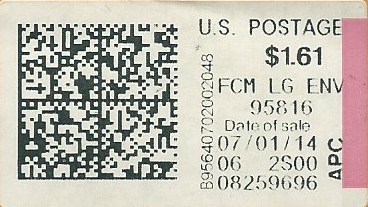 U.S. POSTAGE
$1.61
FCM LG ENV
95816
Date of sale
07/01/14
06 2S00
08259696
B95640702002048
APC